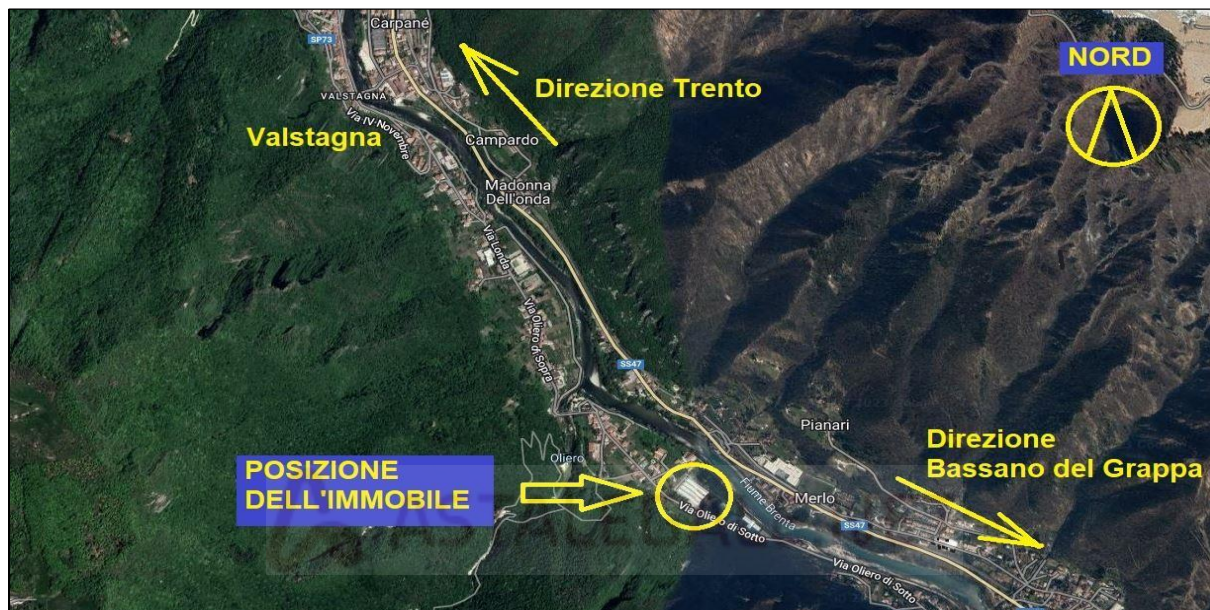 Carpané
SP73
NORD
Direzione Trento
VALSTAGNA
Via IV Novembre
Valstagna
Campardo
Madonna
Dell'onda
Via Londa
Via Oliero di Sopra
SS47
Pianari
Direzione
Bassano del Grappa
Oliero
POSIZIONE
DELL'IMMOBILE
Merlo
Fiume Brenta
Via Oliero di Sotto
SS47
Via Oliero di Sotto